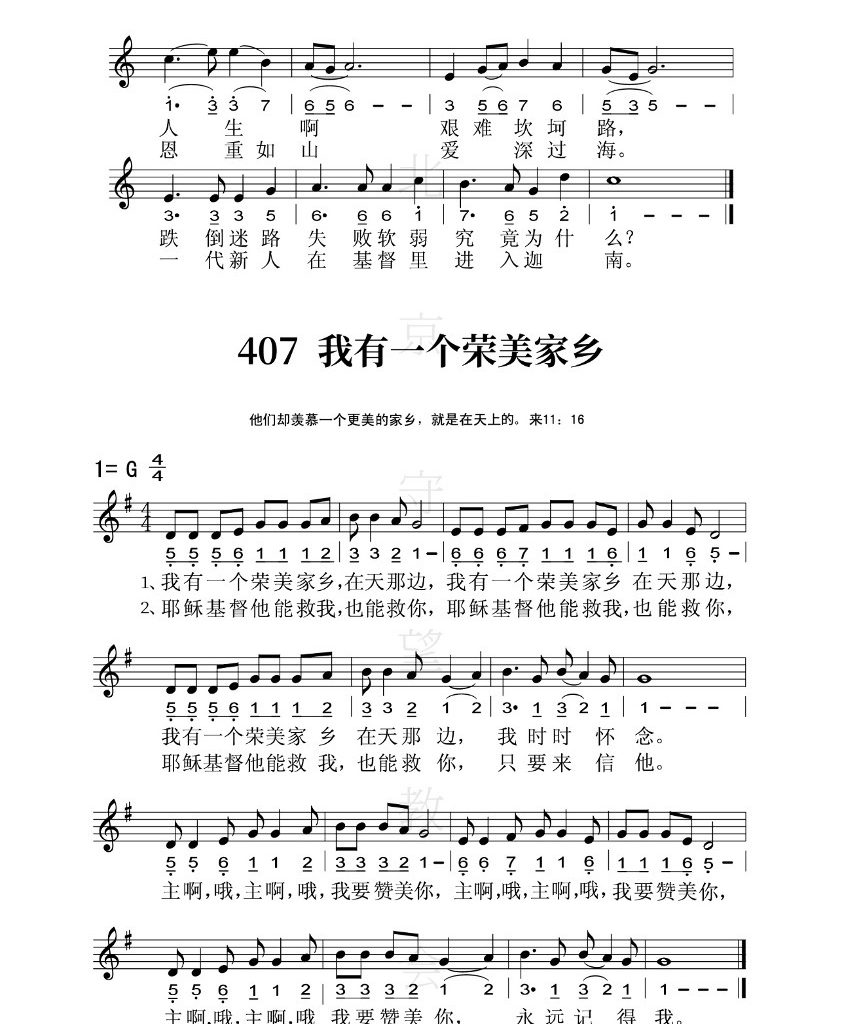 1· 3 3 7 | 6 5 6 - - | 3 5 6 7 6 | 5 3 5 - - |
人 生 啊 艰 难 坎 坷 路，
恩 重 如 山 爱 深 过 海。
3· 3 3 5 6· 6 6 1 7· 6 5 2 1 - - -
跌 倒 迷 路 失 败 软 弱 究 竟 为 什 么？
一 代 新 人 在 基 督 里 进 入 迦 南。
407 我有一个荣美家乡
他们却羡慕一个更美的家乡，就是在天上的。来11：16
1= G 4/4
5 5 5 6 1 1 1 2 | 3 3 2 1 - | 6 6 6 7 1 1 1 6 | 1 1 6 5 -
1、我有一个荣美家乡，在天那边，我有一个荣美家乡 在天那边，
2、耶稣基督他能救我，也能救你，耶稣基督他能救我，也能救你，
5 5 5 6 1 1 1 2 | 3 3 2 1 2 | 3· 1 3 2 1 | 1 - - - |
我有一个荣美家 乡 在天那 边， 我 时时 怀 念。
耶稣基督他能救 我，也能救 你， 只 要来 信 他。
5 5 6 1 1 2 | 3 3 3 2 1 - | 6 6 7 1 1 6 | 1 1 1 6 5 -
主啊，哦，主啊，哦，我要赞美你，主啊，哦，主啊，哦，我要赞美你，
5 5 6 1 1 2 | 3 3 3 2 1 2 | 3· 1 3 2 1 | 1 - - -
主啊，哦，主啊，哦 我要赞美 你， 永 远记 得 我。
北京守望教会